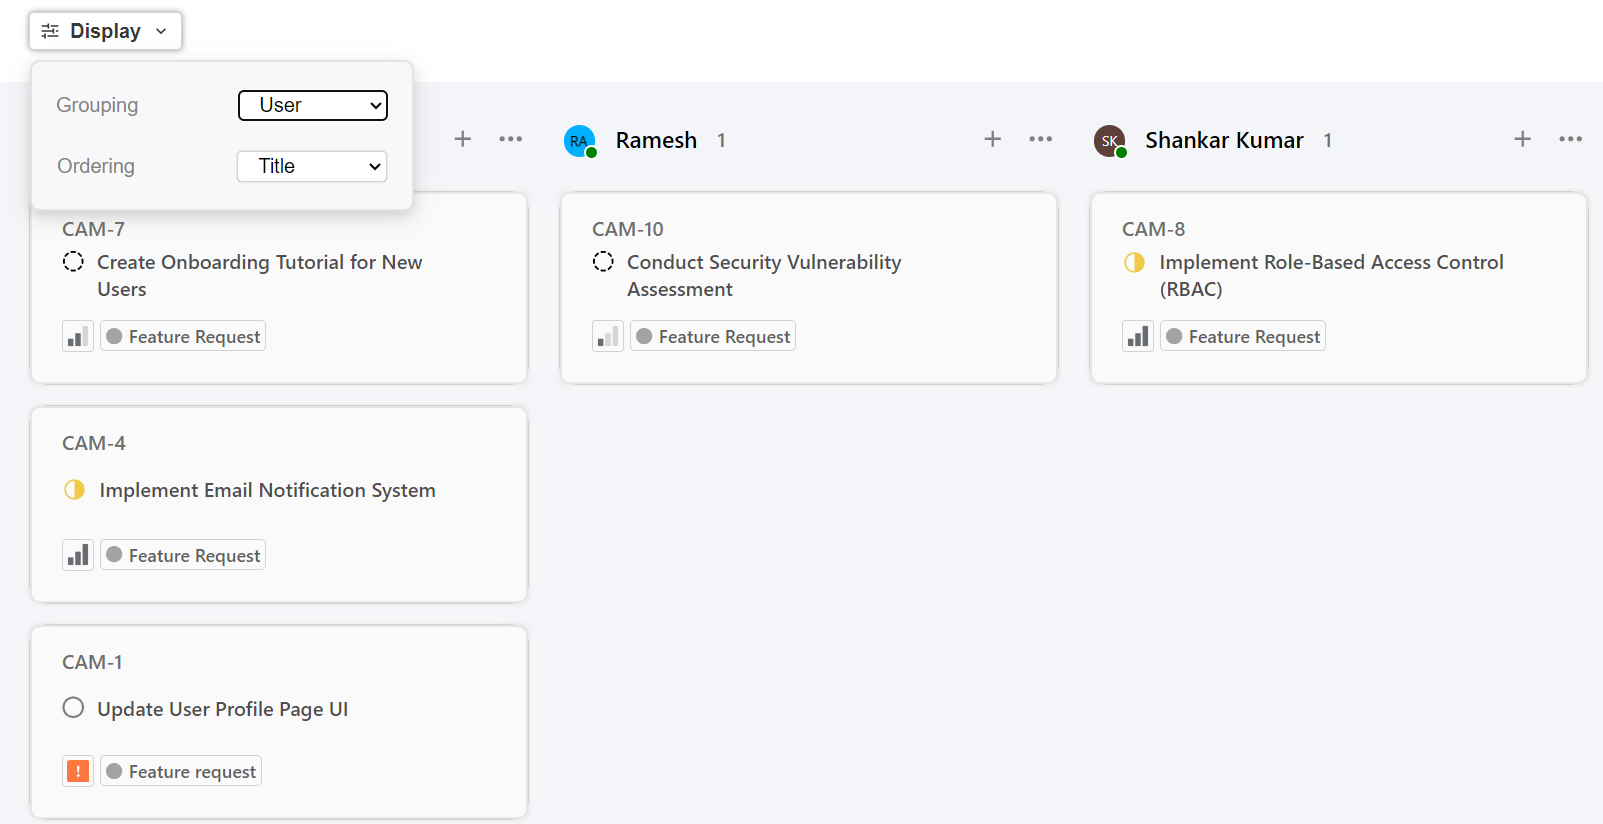 Display
Grouping User
Ordering Title
RA Ramesh 1
SK Shankar Kumar 1
CAM-7
Create Onboarding Tutorial for New
Users
Feature Request
CAM-4
Implement Email Notification System
Feature Request
CAM-1
Update User Profile Page UI
! Feature request
CAM-10
Conduct Security Vulnerability
Assessment
Feature Request
CAM-8
Implement Role-Based Access Control
(RBAC)
Feature Request